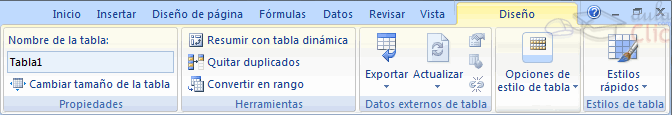 Inicio Insertar Diseño de página Fórmulas Datos Revisar Vista Diseño
Nombre de la tabla:
Tabla1
Cambiar tamaño de la tabla
Propiedades
Resumir con tabla dinámica
Quitar duplicados
Convertir en rango
Herramientas
Exportar Actualizar
Datos externos de tabla
Opciones de
estilo de tabla
Estilos
rápidos
Estilos de tabla
aula
clic